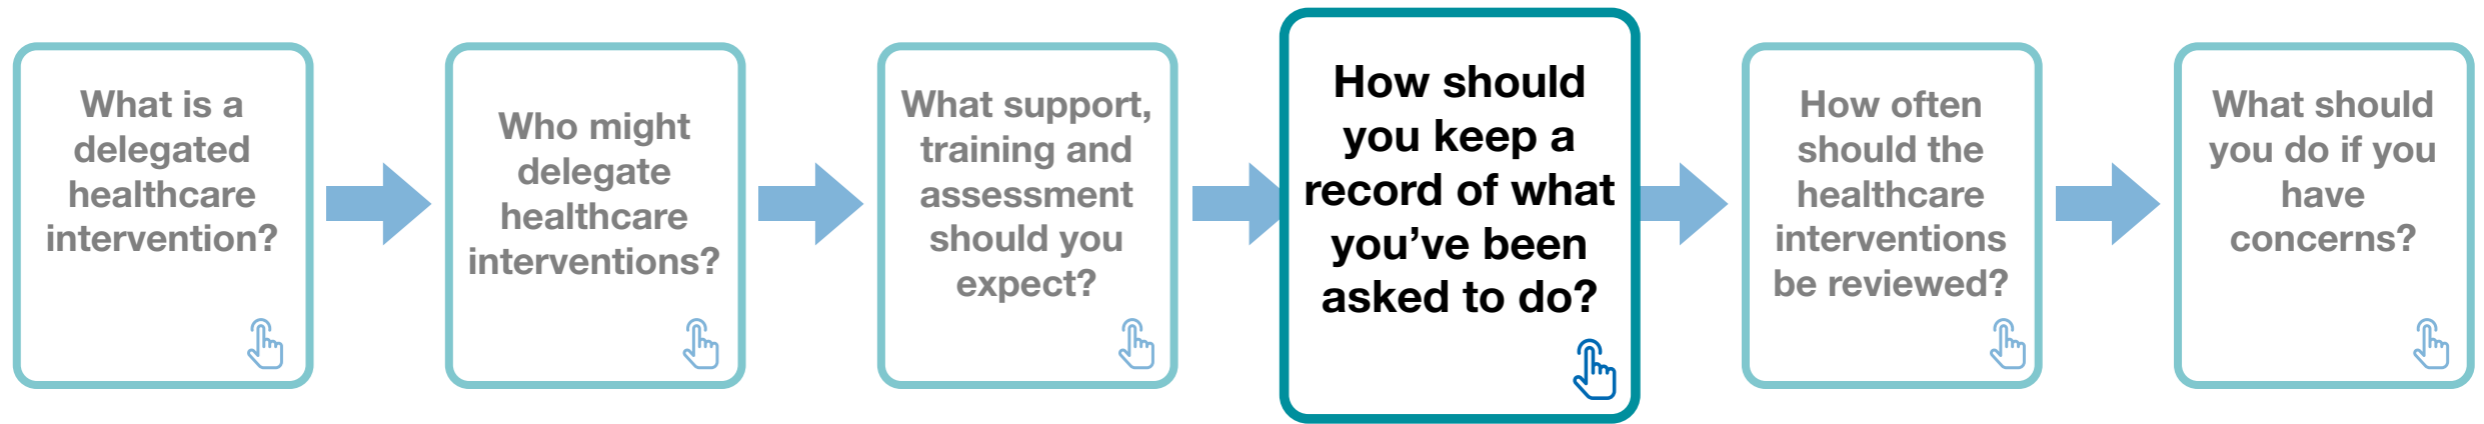 What is a
delegated
healthcare
intervention?
Who might
delegate
healthcare
interventions?
What support,
training and
assessment
should you
expect?
How should
you keep a
record of what
you’ve been
asked to do?
How often
should the
healthcare
interventions
be reviewed?
What should
you do if you
have
concerns?